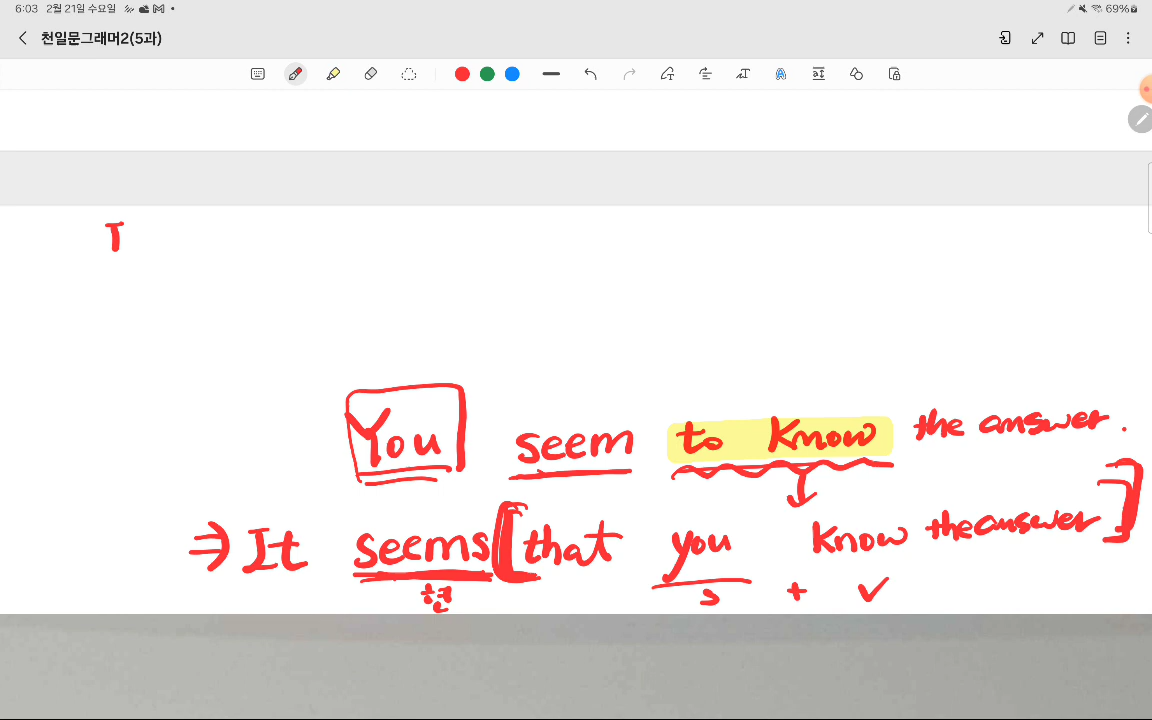 6:03 2월 21일 수요일 69%
천일문그래머2(5과)
You seem to know the answer.
⇒ It seems [that you know the answer]
S + V